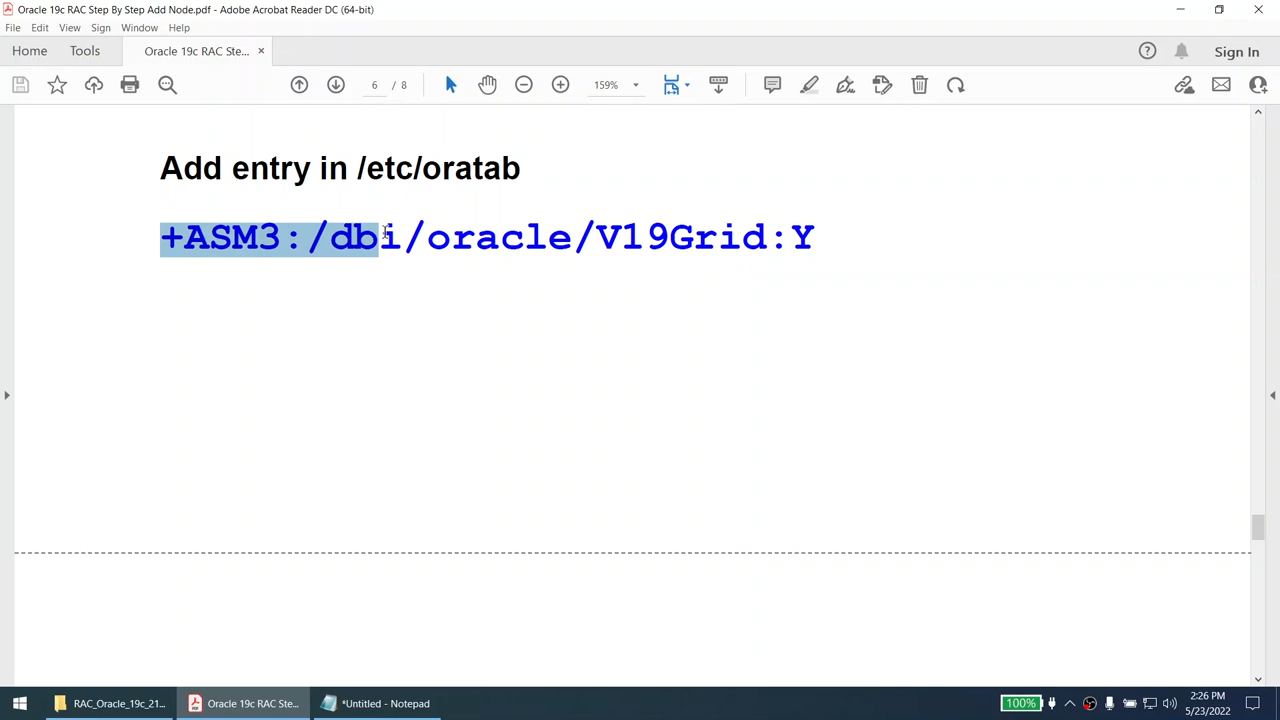 Oracle 19c RAC Step By Step Add Node.pdf - Adobe Acrobat Reader DC (64-bit)
File Edit View Sign Window Help
Home Tools Oracle 19c RAC Ste... × Sign In
6 / 8 159%
Add entry in /etc/oratab
+ASM3:/dbi/oracle/V19Grid:Y
RAC_Oracle_19c_21... Oracle 19c RAC Ste... *Untitled - Notepad 100% 2:26 PM
5/23/2022